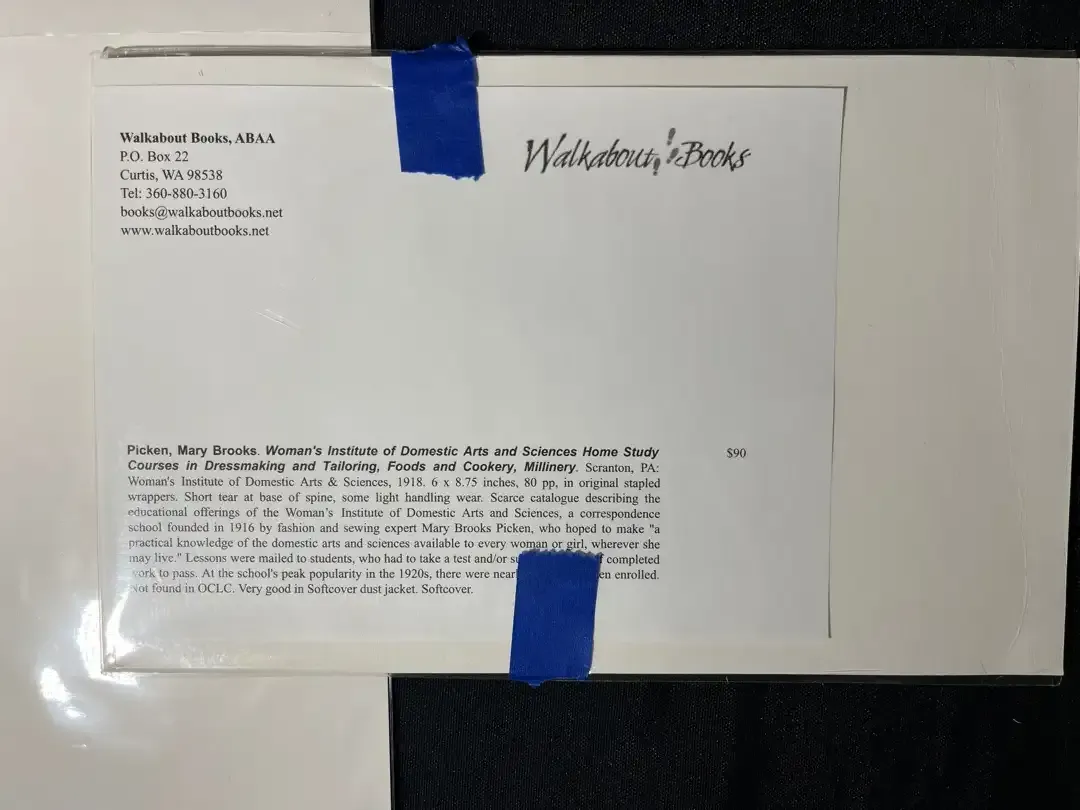 Walkabout Books, ABAA
P.O. Box 22
Curtis, WA 98538
Tel: 360-880-3160
books@walkaboutbooks.net
www.walkaboutbooks.net
Walkabout Books
Picken, Mary Brooks. Woman's Institute of Domestic Arts and Sciences Home Study
$90
Courses in Dressmaking and Tailoring, Foods and Cookery, Millinery. Scranton, PA:
Woman's Institute of Domestic Arts & Sciences, 1918. 6 x 8.75 inches, 80 pp, in original stapled
wrappers. Short tear at base of spine, some light handling wear. Scarce catalogue describing the
educational offerings of the Woman's Institute of Domestic Arts and Sciences, a correspondence
school founded in 1916 by fashion and sewing expert Mary Brooks Picken, who hoped to make "a
practical knowledge of the domestic arts and sciences available to every woman or girl, wherever she
may live." Lessons were mailed to students, who had to take a test and/or completed
work to pass. At the school's peak popularity in the 1920s, there were enrolled.
Not found in OCLC. Very good in Softcover dust jacket. Softcover.